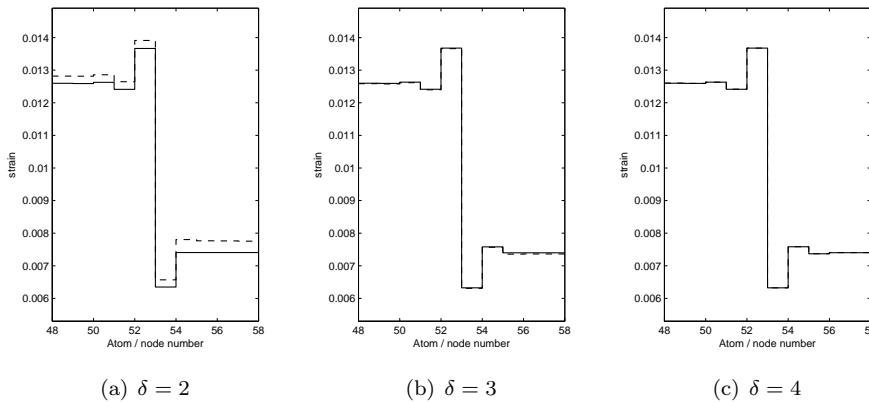 0.014
0.013
0.012
0.011
0.01
0.009
0.008
0.007
0.006
strain
48 50 52 54 56 58
Atom / node number
(a) δ = 2
0.014
0.013
0.012
0.011
0.01
0.009
0.008
0.007
0.006
strain
48 50 52 54 56 58
Atom / node number
(b) δ = 3
0.014
0.013
0.012
0.011
0.01
0.009
0.008
0.007
0.006
strain
48 50 52 54 56 58
Atom / node number
(c) δ = 4